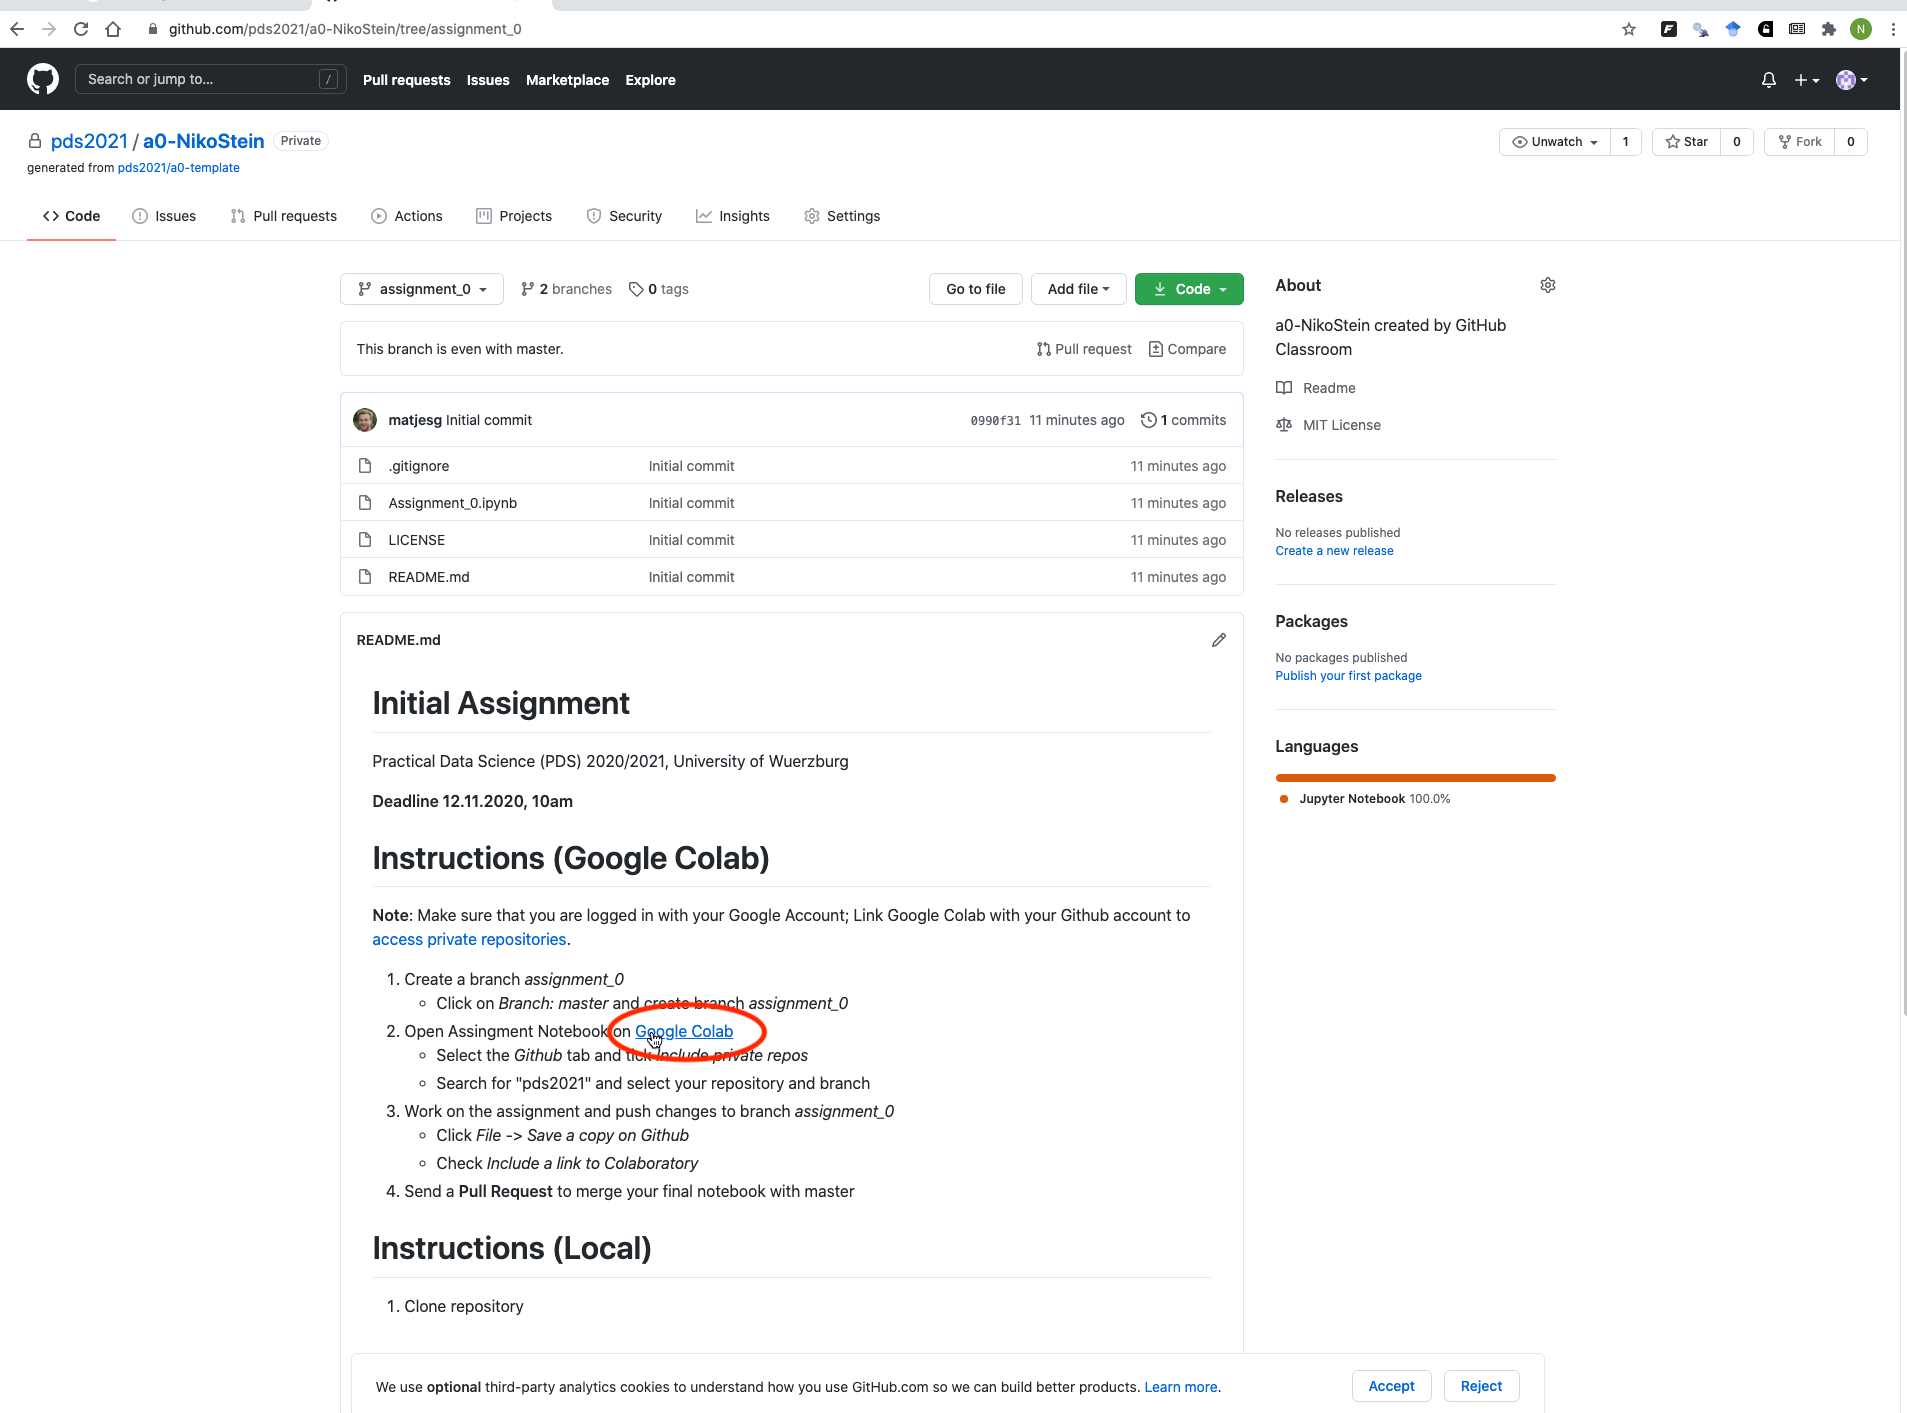 github.com/pds2021/a0-NikoStein/tree/assignment_0
N
Search or jump to... /
Pull requests Issues Marketplace Explore
pds2021 / a0-NikoStein Private
Unwatch 1 Star 0 Fork 0
generated from pds2021/a0-template
Code Issues Pull requests Actions Projects Security Insights Settings
assignment_0 2 branches 0 tags Go to file Add file Code
This branch is even with master. Pull request Compare
matjesg Initial commit 0990f31 11 minutes ago 1 commits
.gitignore Initial commit 11 minutes ago
Assignment_0.ipynb Initial commit 11 minutes ago
LICENSE Initial commit 11 minutes ago
README.md Initial commit 11 minutes ago
README.md
Initial Assignment
Practical Data Science (PDS) 2020/2021, University of Wuerzburg
Deadline 12.11.2020, 10am
Instructions (Google Colab)
Note: Make sure that you are logged in with your Google Account; Link Google Colab with your Github account to
access private repositories.
1. Create a branch assignment_0
Click on Branch: master and create branch assignment_0
2. Open Assingment Notebook on Google Colab
Select the Github tab and tick Include private repos
Search for "pds2021" and select your repository and branch
3. Work on the assignment and push changes to branch assignment_0
Click File -> Save a copy on Github
Check Include a link to Colaboratory
4. Send a Pull Request to merge your final notebook with master
Instructions (Local)
1. Clone repository
About
a0-NikoStein created by GitHub
Classroom
Readme
MIT License
Releases
No releases published
Create a new release
Packages
No packages published
Publish your first package
Languages
Jupyter Notebook 100.0%
We use optional third-party analytics cookies to understand how you use GitHub.com so we can build better products. Learn more.
Accept Reject